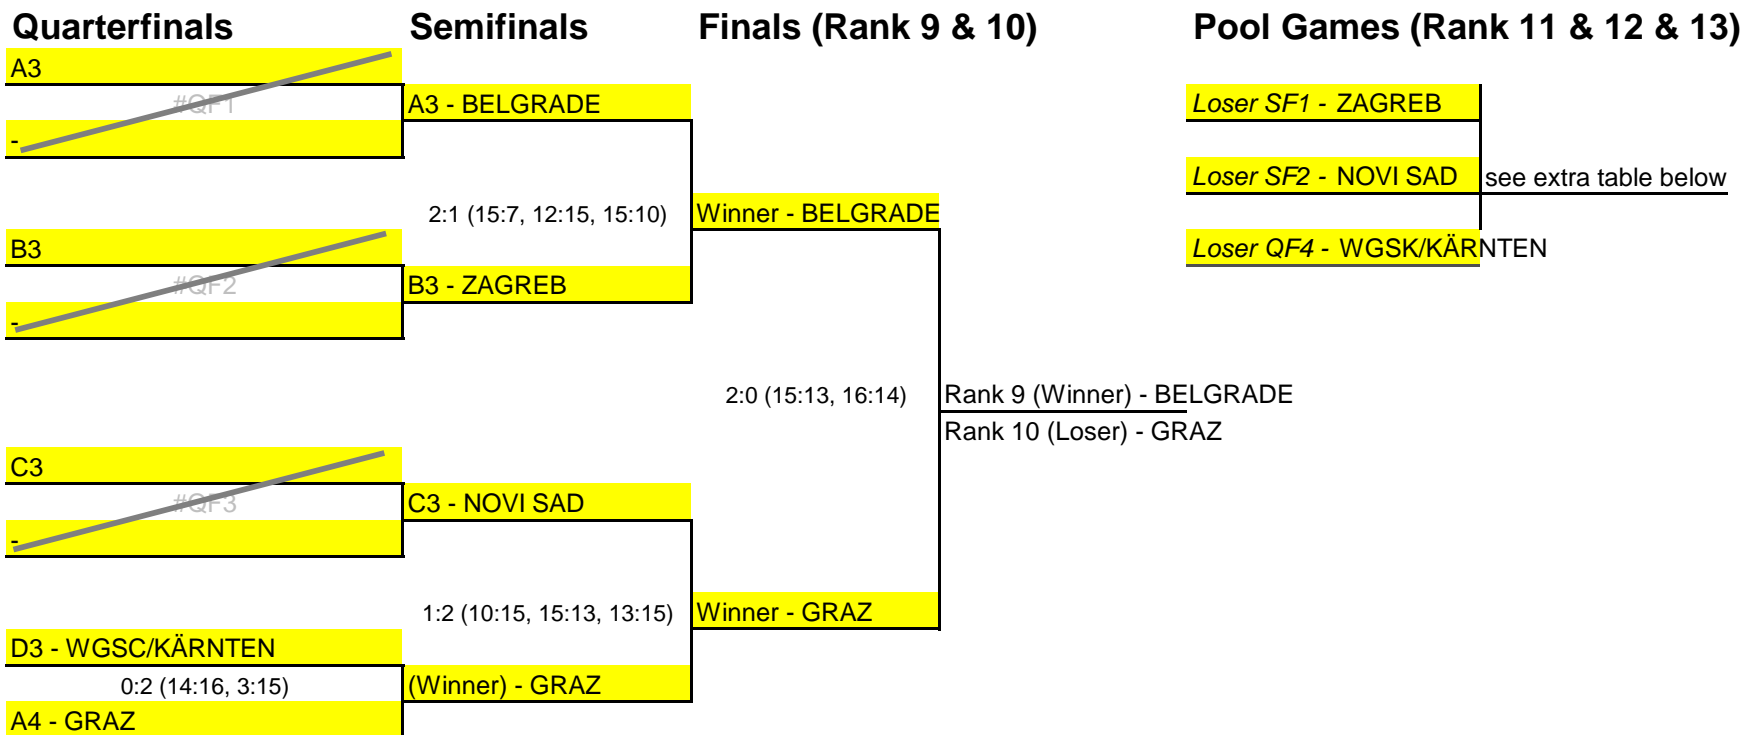 Quarterfinals
Semifinals
Finals (Rank 9 & 10)
Pool Games (Rank 11 & 12 & 13)
A3
#QF1
-
A3 - BELGRADE
Loser SF1 - ZAGREB
Loser SF2 - NOVI SAD
see extra table below
2:1 (15:7, 12:15, 15:10)
Winner - BELGRADE
B3
#QF2
-
B3 - ZAGREB
Loser QF4 - WGSK/KÄRNTEN
2:0 (15:13, 16:14)
Rank 9 (Winner) - BELGRADE
Rank 10 (Loser) - GRAZ
C3
#QF3
-
C3 - NOVI SAD
1:2 (10:15, 15:13, 13:15)
Winner - GRAZ
D3 - WGSC/KÄRNTEN
0:2 (14:16, 3:15)
(Winner) - GRAZ
A4 - GRAZ